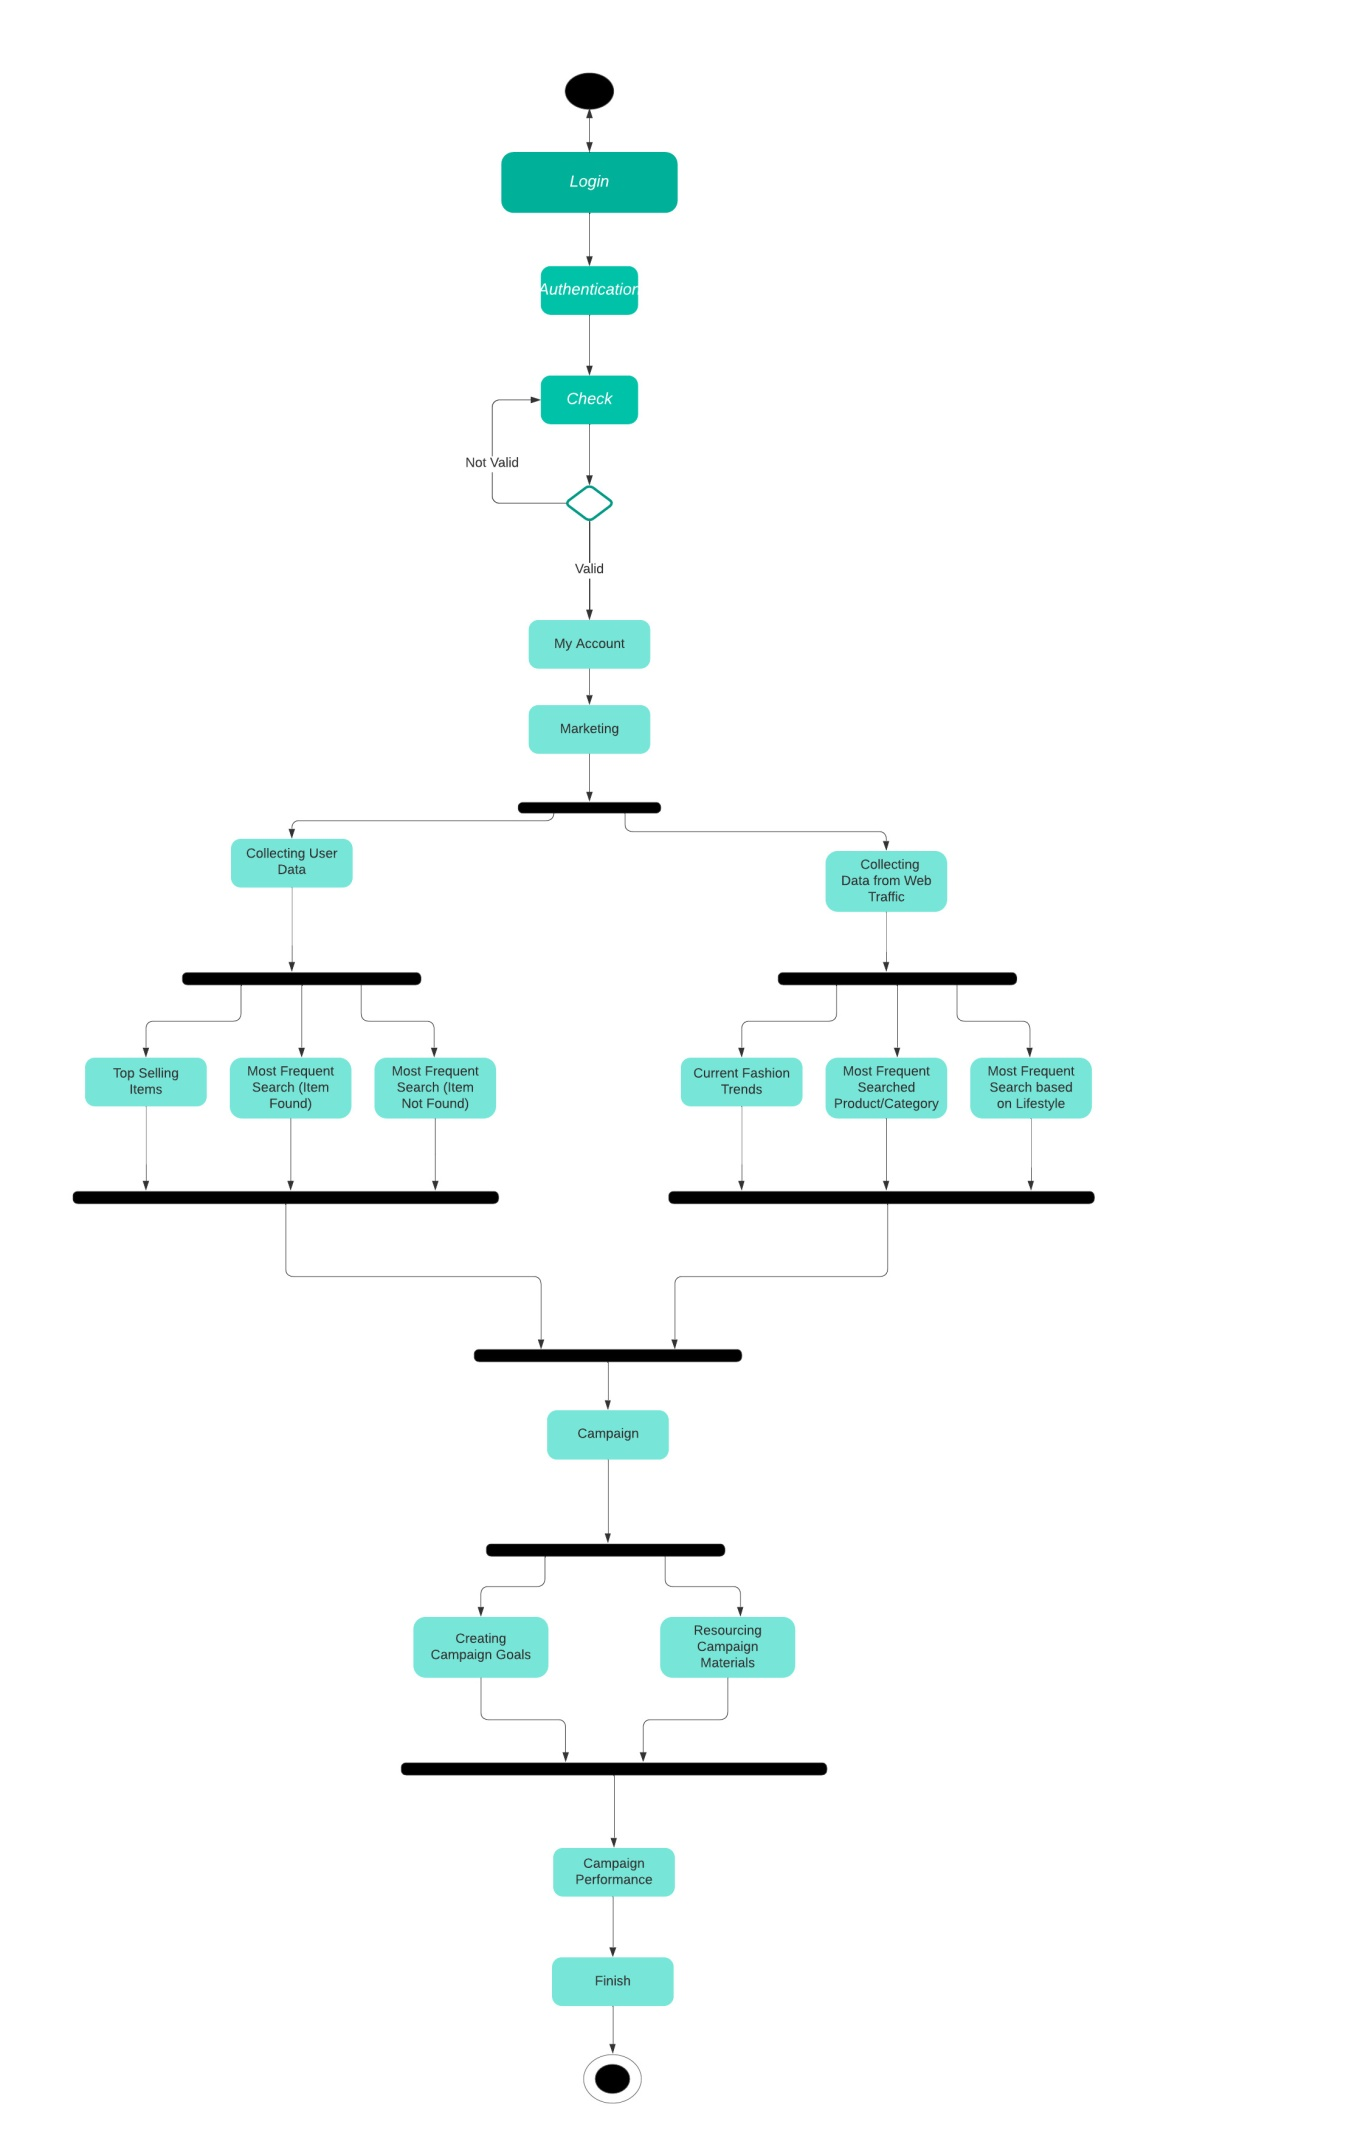 Login
Authentication
Check
Not Valid
Valid
My Account
Marketing
Collecting User
Data
Collecting
Data from Web
Traffic
Top Selling
Items
Most Frequent
Search (Item
Found)
Most Frequent
Search (Item
Not Found)
Current Fashion
Trends
Most Frequent
Searched
Product/Category
Most Frequent
Search based
on Lifestyle
Campaign
Creating
Campaign Goals
Resourcing
Campaign
Materials
Campaign
Performance
Finish